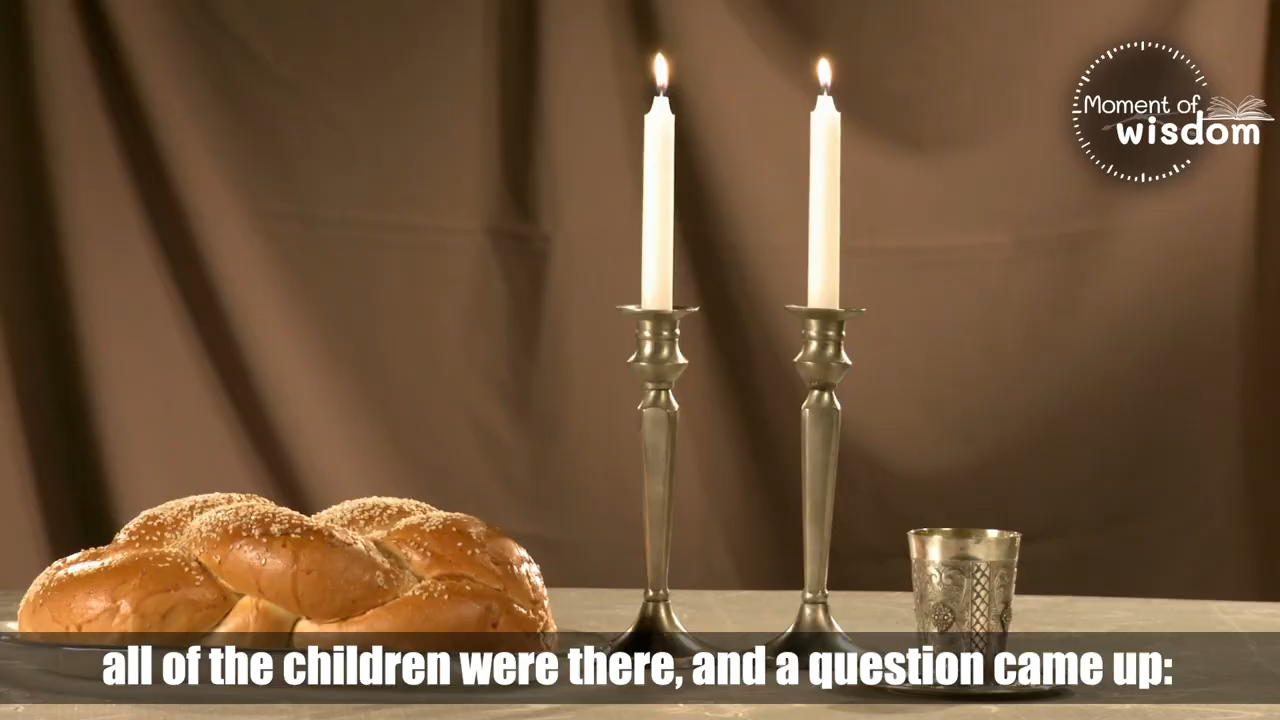 Moment of
wisdom
all of the children were there, and a question came up: